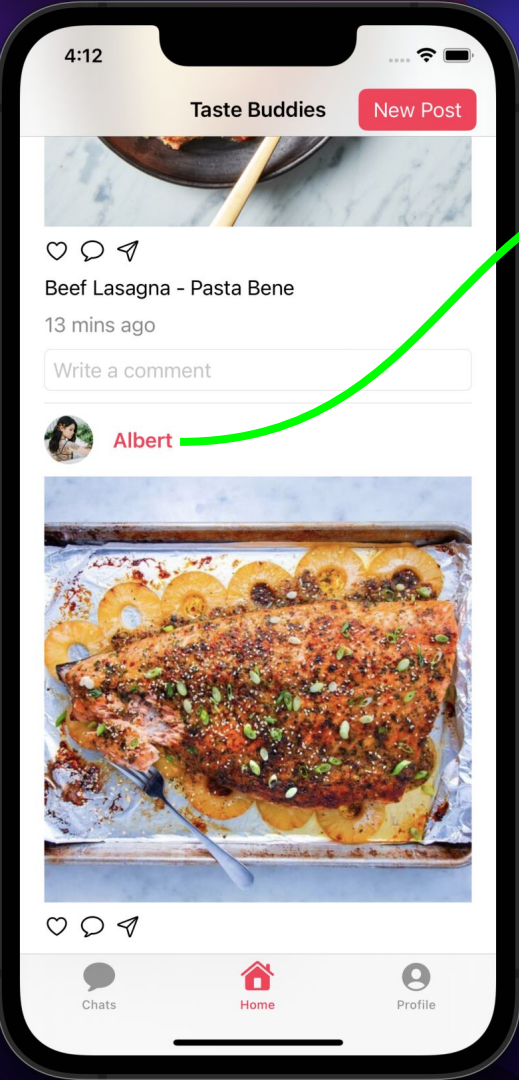 4:12
Taste Buddies
New Post
Beef Lasagna - Pasta Bene
13 mins ago
Write a comment
Albert
Chats
Home
Profile